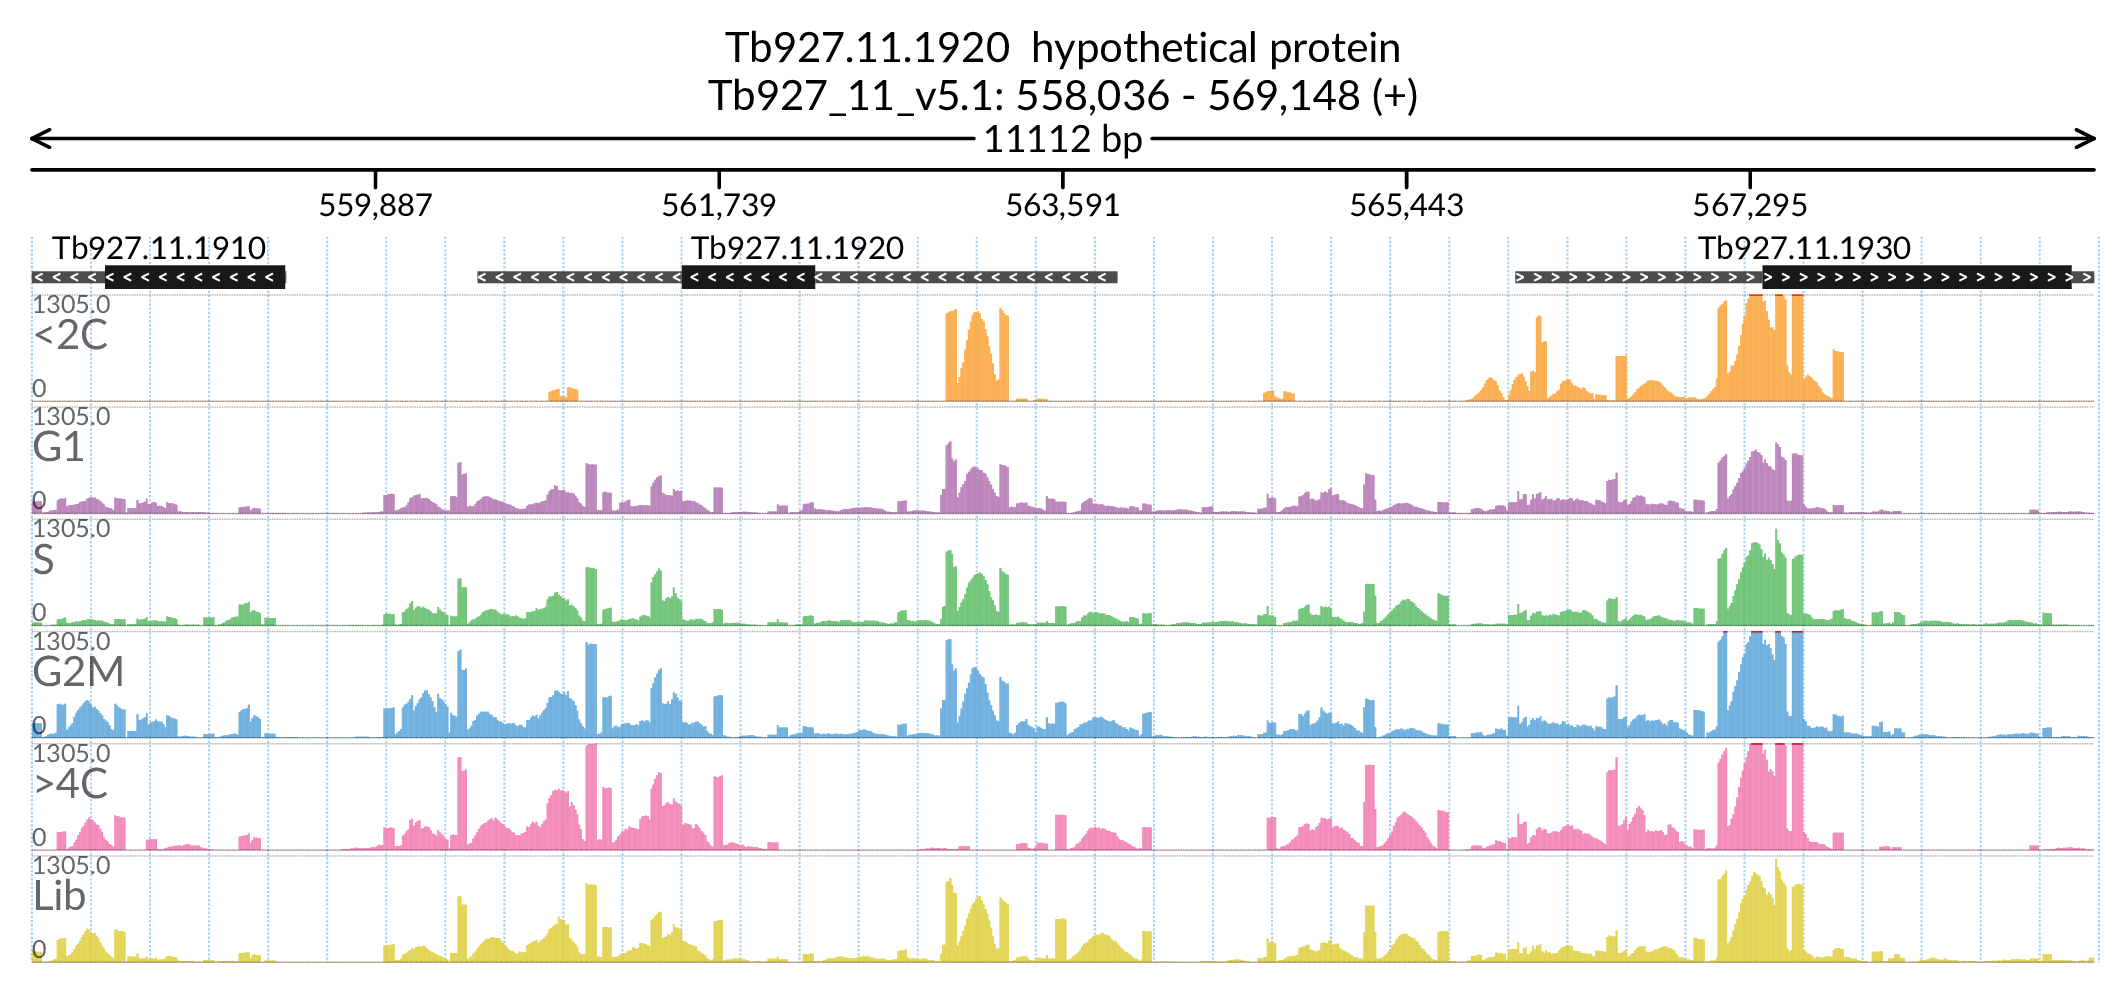 Tb927.11.1920 hypothetical protein
Tb927_11_v5.1: 558,036 - 569,148 (+)
11112 bp
559,887 561,739 563,591 565,443 567,295
Tb927.11.1910 Tb927.11.1920 Tb927.11.1930
1305.0
<2C
0
1305.0
G1
0
1305.0
S
0
1305.0
G2M
0
1305.0
>4C
0
1305.0
Lib
0